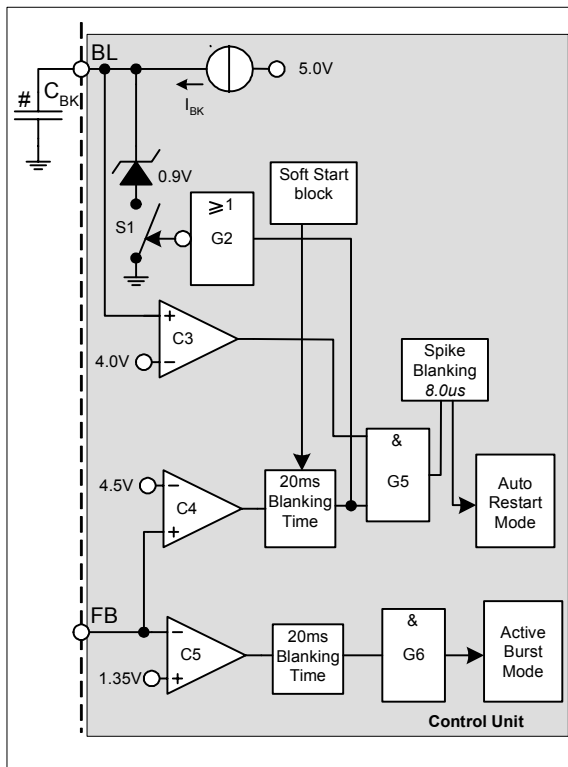 BL
5.0V
#
C_BK
I_BK
0.9V
Soft Start
block
S1
≥1
G2
C3
4.0V
Spike
Blanking
8.0us
&
G5
4.5V
C4
20ms
Blanking
Time
Auto
Restart
Mode
FB
C5
1.35V
20ms
Blanking
Time
&
G6
Active
Burst
Mode
Control Unit